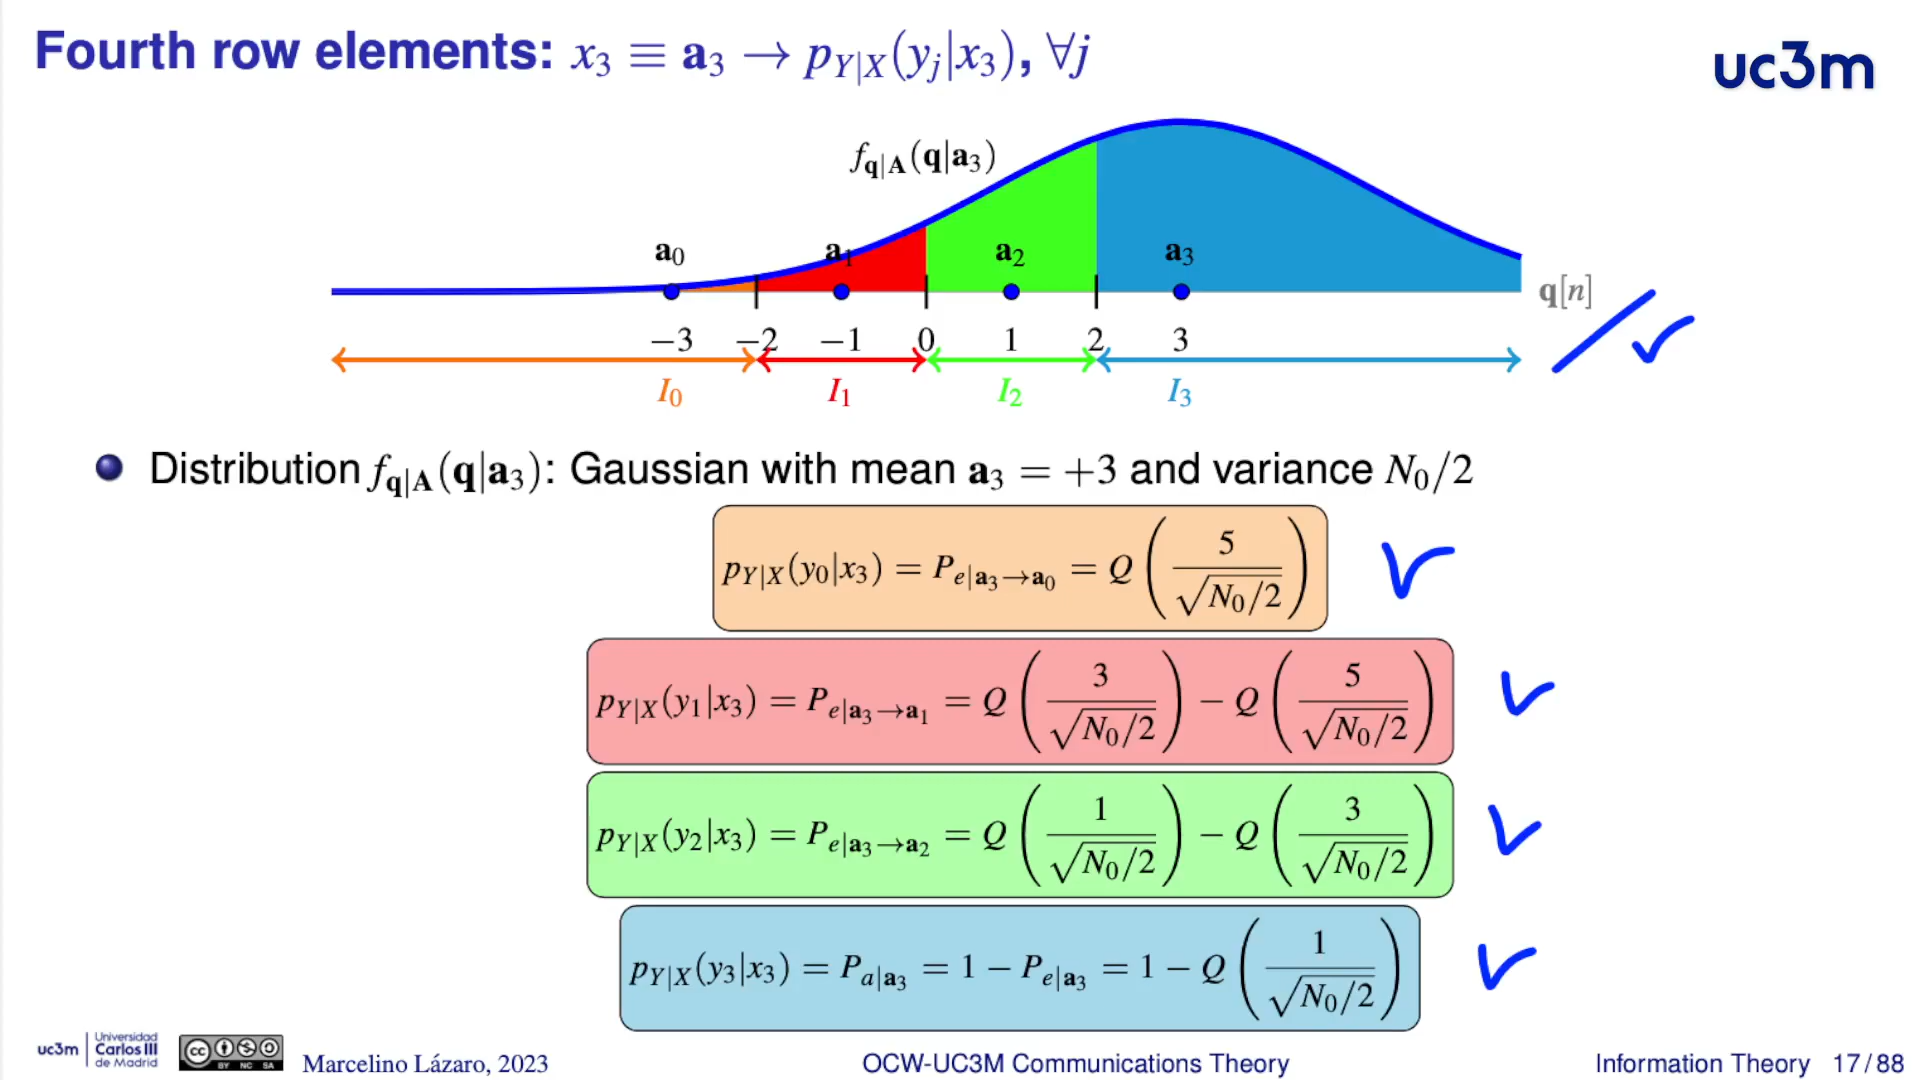 Fourth row elements: x₃ ≡ a₃ → p_{Y|X}(y_j|x₃), ∀j
uc3m
f_{q|A}(q|a₃)
a₀ a₁ a₂ a₃
q[n]
−3 −2 −1 0 1 2 3
I₀ I₁ I₂ I₃
Distribution f_{q|A}(q|a₃): Gaussian with mean a₃ = +3 and variance N₀/2
p_{Y|X}(y₀|x₃) = P_{e|a₃→a₀} = Q(5/√(N₀/2))
p_{Y|X}(y₁|x₃) = P_{e|a₃→a₁} = Q(3/√(N₀/2)) − Q(5/√(N₀/2))
p_{Y|X}(y₂|x₃) = P_{e|a₃→a₂} = Q(1/√(N₀/2)) − Q(3/√(N₀/2))
p_{Y|X}(y₃|x₃) = P_{a|a₃} = 1 − P_{e|a₃} = 1 − Q(1/√(N₀/2))
uc3m | Universidad Carlos III de Madrid
cc BY NC SA
Marcelino Lázaro, 2023
OCW-UC3M Communications Theory
Information Theory 17/88